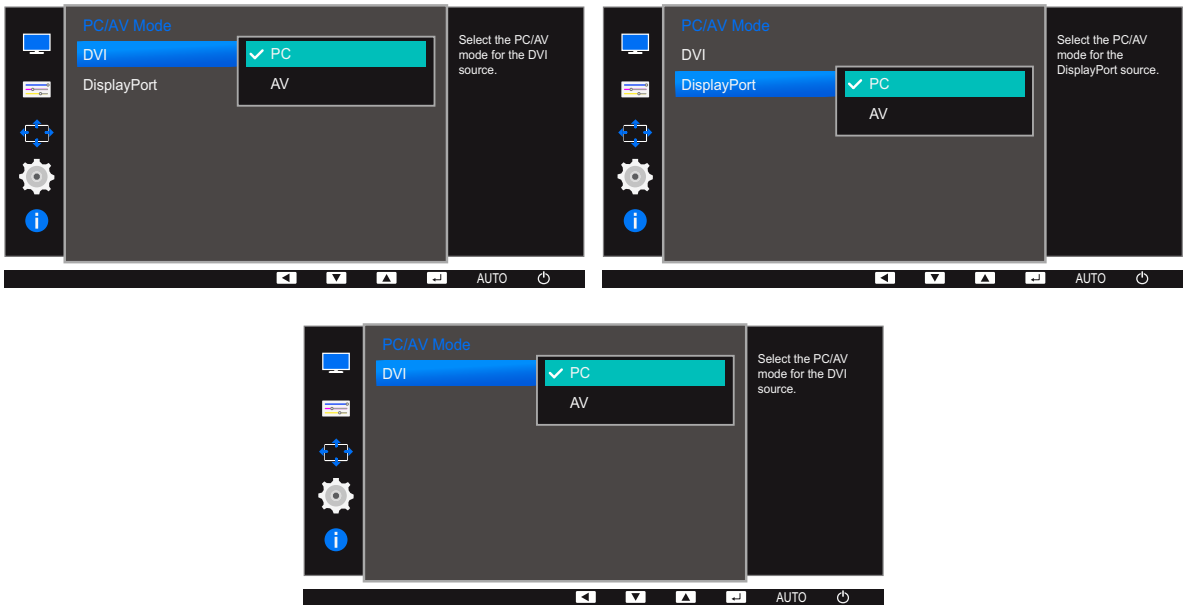 PC/AV Mode
DVI
PC
DisplayPort
AV
Select the PC/AV
mode for the DVI
source.
AUTO
PC/AV Mode
DVI
DisplayPort
PC
AV
Select the PC/AV
mode for the
DisplayPort source.
AUTO
PC/AV Mode
DVI
PC
AV
Select the PC/AV
mode for the DVI
source.
AUTO